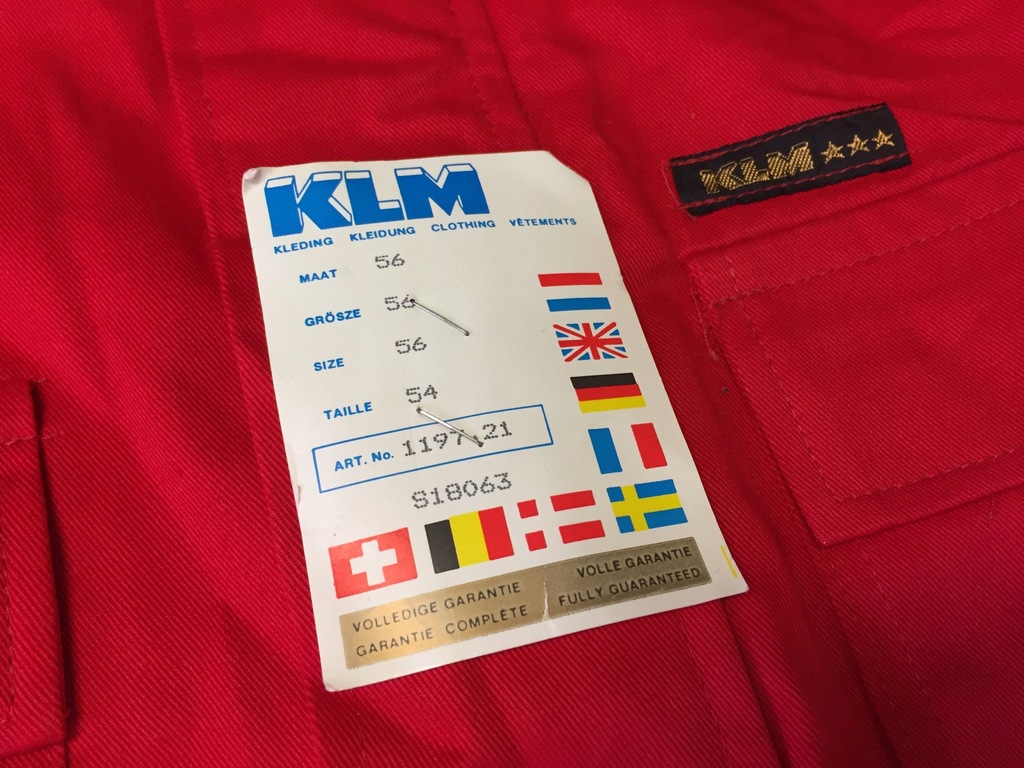 KLM
KLEDING KLEIDUNG CLOTHING VÊTEMENTS
MAAT 56
GRÖSZE 56
SIZE 56
TAILLE 54
ART. No. 1197 21
S18063
VOLLEDIGE GARANTIE VOLLE GARANTIE
GARANTIE COMPLÈTE FULLY GUARANTEED
KLM